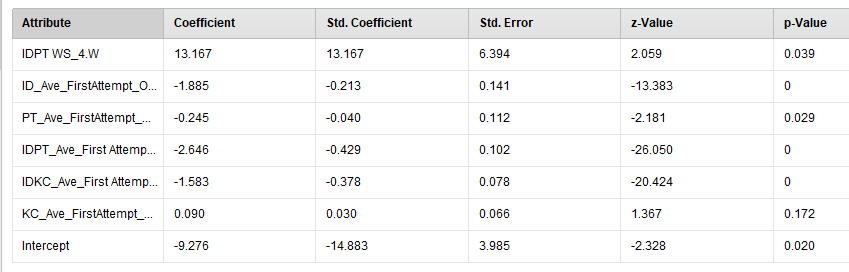 Attribute Coefficient Std. Coefficient Std. Error z-Value p-Value
IDPT WS_4.W 13.167 13.167 6.394 2.059 0.039
ID_Ave_FirstAttempt_O... -1.885 -0.213 0.141 -13.383 0
PT_Ave_FirstAttempt_... -0.245 -0.040 0.112 -2.181 0.029
IDPT_Ave_First Attemp... -2.646 -0.429 0.102 -26.050 0
IDKC_Ave_First Attemp... -1.583 -0.378 0.078 -20.424 0
KC_Ave_FirstAttempt_... 0.090 0.030 0.066 1.367 0.172
Intercept -9.276 -14.883 3.985 -2.328 0.020